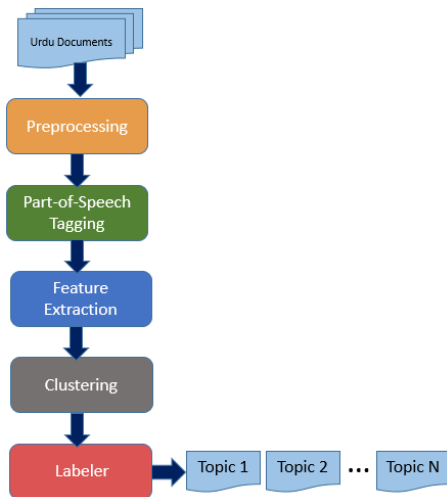 Urdu Documents
Preprocessing
Part-of-Speech
Tagging
Feature
Extraction
Clustering
Labeler
Topic 1
Topic 2
...
Topic N